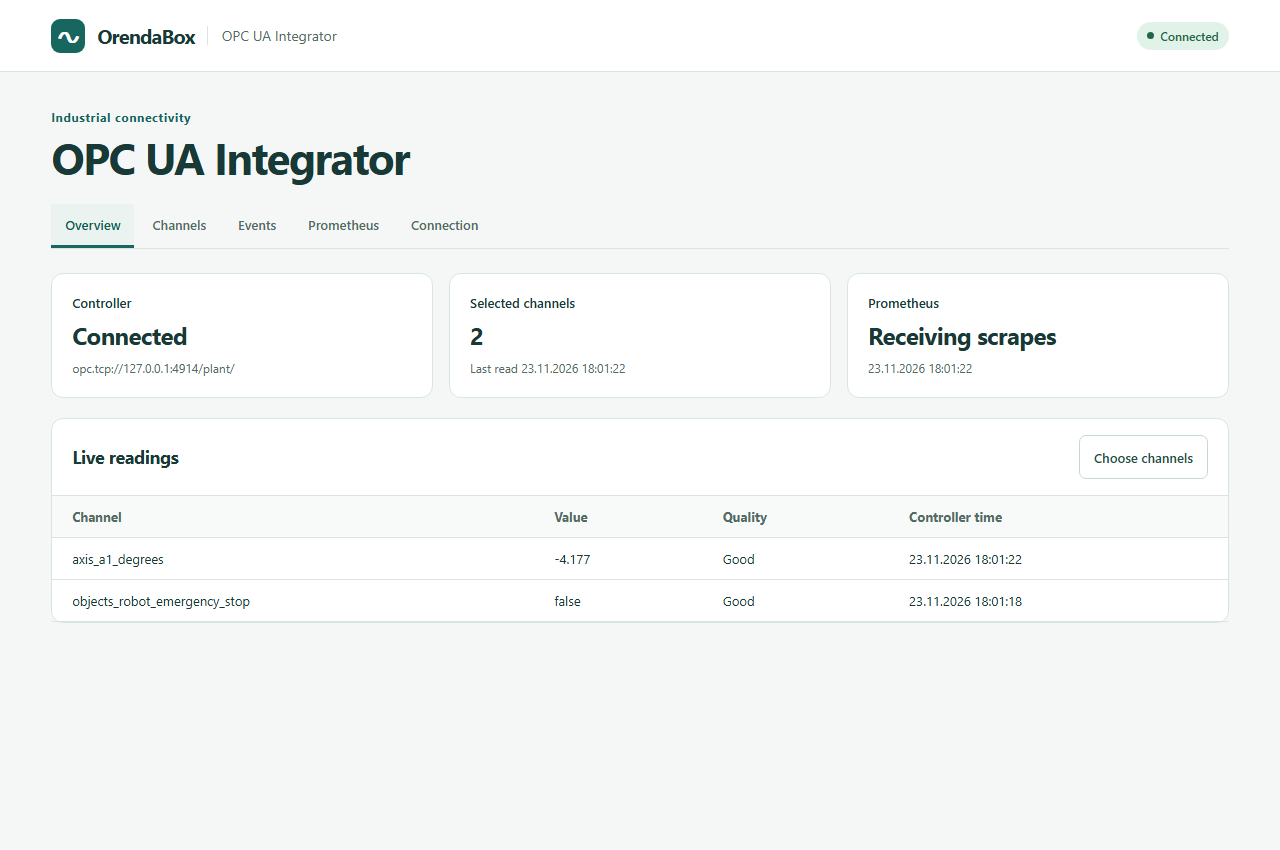 OrendaBox OPC UA Integrator Connected
Industrial connectivity
OPC UA Integrator
Overview Channels Events Prometheus Connection
Controller
Connected
opc.tcp://127.0.0.1:4914/plant/
Selected channels
2
Last read 23.11.2026 18:01:22
Prometheus
Receiving scrapes
23.11.2026 18:01:22
Live readings Choose channels
Channel Value Quality Controller time
axis_a1_degrees -4.177 Good 23.11.2026 18:01:22
objects_robot_emergency_stop false Good 23.11.2026 18:01:18